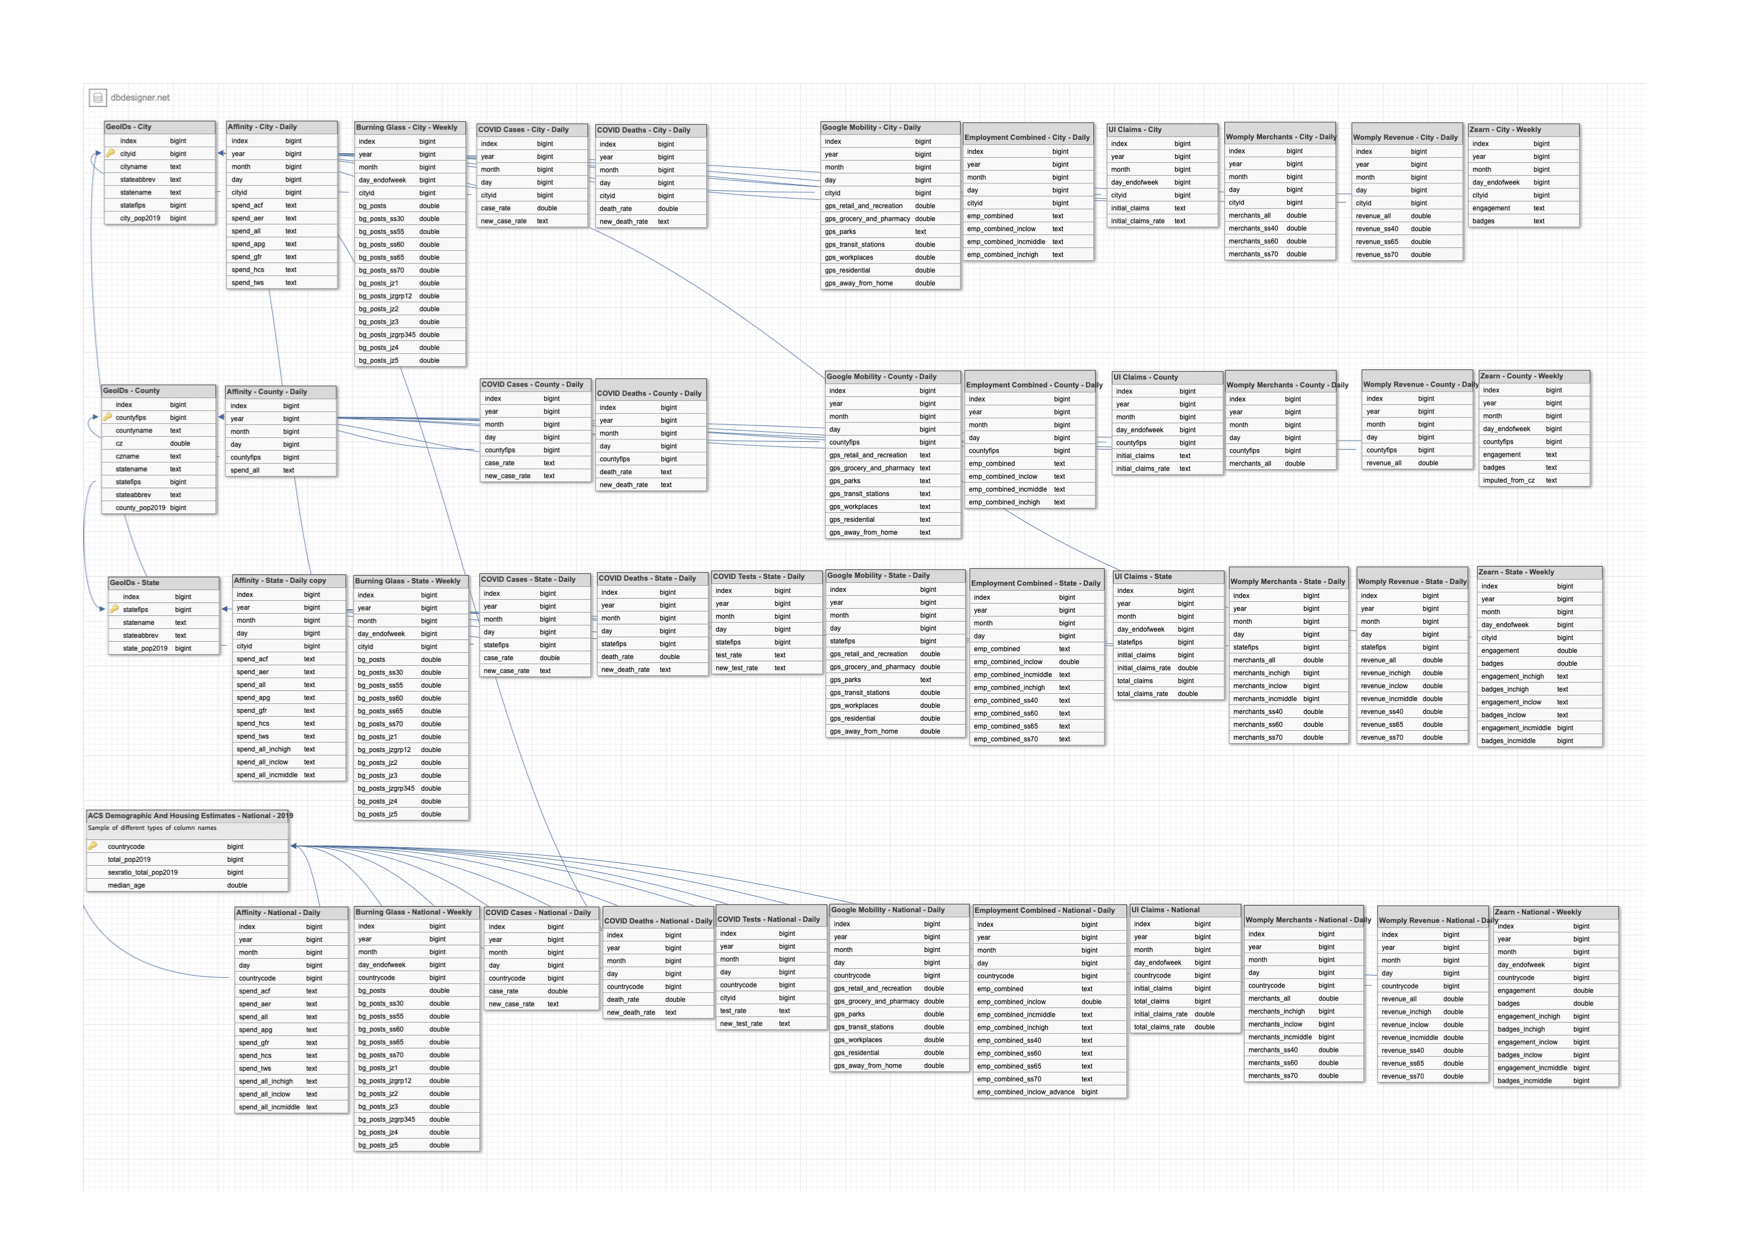 dbdesigner.net
GeoIDs - City
index bigint
cityid bigint
cityname text
stateabbrev text
statename text
statefips bigint
city_pop2019 bigint
Affinity - City - Daily
index bigint
year bigint
month bigint
day bigint
cityid bigint
spend_acf text
spend_aer text
spend_all text
spend_apg text
spend_gfr text
spend_hcs text
spend_tws text
Burning Glass - City - Weekly
index bigint
year bigint
month bigint
day_endofweek bigint
cityid bigint
bg_posts double
bg_posts_ss30 double
bg_posts_ss55 double
bg_posts_ss60 double
bg_posts_ss65 double
bg_posts_ss70 double
bg_posts_jz1 double
bg_posts_jzgrp12 double
bg_posts_jz2 double
bg_posts_jz3 double
bg_posts_jzgrp345 double
bg_posts_jz4 double
bg_posts_jz5 double
COVID Cases - City - Daily
index bigint
year bigint
month bigint
day bigint
cityid bigint
case_rate double
new_case_rate text
COVID Deaths - City - Daily
index bigint
year bigint
month bigint
day bigint
cityid bigint
death_rate double
new_death_rate text
Google Mobility - City - Daily
index bigint
year bigint
month bigint
day bigint
cityid bigint
gps_retail_and_recreation double
gps_grocery_and_pharmacy double
gps_parks text
gps_transit_stations double
gps_workplaces double
gps_residential double
gps_away_from_home double
Employment Combined - City - Daily
index bigint
year bigint
month bigint
day bigint
cityid bigint
emp_combined text
emp_combined_inclow text
emp_combined_incmiddle text
emp_combined_inchigh text
UI Claims - City
index bigint
year bigint
month bigint
day_endofweek bigint
cityid bigint
initial_claims text
initial_claims_rate text
Womply Merchants - City - Daily
index bigint
year bigint
month bigint
day bigint
cityid bigint
merchants_all double
merchants_ss40 double
merchants_ss60 double
merchants_ss70 double
Womply Revenue - City - Daily
index bigint
year bigint
month bigint
day bigint
cityid bigint
revenue_all double
revenue_ss40 double
revenue_ss65 double
revenue_ss70 double
Zearn - City - Weekly
index bigint
year bigint
month bigint
day_endofweek bigint
cityid bigint
engagement text
badges text
GeoIDs - County
index bigint
countyfips bigint
countyname text
cz double
czname text
statename text
statefips bigint
stateabbrev text
county_pop2019 bigint
Affinity - County - Daily
index bigint
year bigint
month bigint
day bigint
countyfips bigint
spend_all text
COVID Cases - County - Daily
index bigint
year bigint
month bigint
day bigint
countyfips bigint
case_rate text
new_case_rate text
COVID Deaths - County - Daily
index bigint
year bigint
month bigint
day bigint
countyfips bigint
death_rate text
new_death_rate text
Google Mobility - County - Daily
index bigint
year bigint
month bigint
day bigint
countyfips bigint
gps_retail_and_recreation text
gps_grocery_and_pharmacy text
gps_parks text
gps_transit_stations text
gps_workplaces text
gps_residential text
gps_away_from_home text
Employment Combined - County - Daily
index bigint
year bigint
month bigint
day bigint
countyfips bigint
emp_combined text
emp_combined_inclow text
emp_combined_incmiddle text
emp_combined_inchigh text
UI Claims - County
index bigint
year bigint
month bigint
day_endofweek bigint
countyfips bigint
initial_claims text
initial_claims_rate text
Womply Merchants - County - Daily
index bigint
year bigint
month bigint
day bigint
countyfips bigint
merchants_all double
Womply Revenue - County - Daily
index bigint
year bigint
month bigint
day bigint
countyfips bigint
revenue_all double
Zearn - County - Weekly
index bigint
year bigint
month bigint
day_endofweek bigint
countyfips bigint
engagement text
badges text
imputed_from_cz text
GeoIDs - State
index bigint
statefips bigint
statename text
stateabbrev text
state_pop2019 bigint
Affinity - State - Daily copy
index bigint
year bigint
month bigint
day bigint
cityid bigint
spend_acf text
spend_aer text
spend_all text
spend_apg text
spend_gfr text
spend_hcs text
spend_tws text
spend_all_inchigh text
spend_all_inclow text
spend_all_incmiddle text
Burning Glass - State - Weekly
index bigint
year bigint
month bigint
day_endofweek bigint
cityid bigint
bg_posts double
bg_posts_ss30 double
bg_posts_ss55 double
bg_posts_ss60 double
bg_posts_ss65 double
bg_posts_ss70 double
bg_posts_jz1 double
bg_posts_jzgrp12 double
bg_posts_jz2 double
bg_posts_jz3 double
bg_posts_jzgrp345 double
bg_posts_jz4 double
bg_posts_jz5 double
COVID Cases - State - Daily
index bigint
year bigint
month bigint
day bigint
statefips bigint
case_rate double
new_case_rate text
COVID Deaths - State - Daily
index bigint
year bigint
month bigint
day bigint
statefips bigint
death_rate double
new_death_rate text
COVID Tests - State - Daily
index bigint
year bigint
month bigint
day bigint
statefips bigint
test_rate text
new_test_rate text
Google Mobility - State - Daily
index bigint
year bigint
month bigint
day bigint
statefips bigint
gps_retail_and_recreation double
gps_grocery_and_pharmacy double
gps_parks text
gps_transit_stations double
gps_workplaces double
gps_residential double
gps_away_from_home double
Employment Combined - State - Daily
index bigint
year bigint
month bigint
day bigint
emp_combined text
emp_combined_inclow double
emp_combined_incmiddle text
emp_combined_inchigh text
emp_combined_ss40 text
emp_combined_ss60 text
emp_combined_ss65 text
emp_combined_ss70 text
UI Claims - State
index bigint
year bigint
month bigint
day_endofweek bigint
statefips bigint
initial_claims bigint
initial_claims_rate double
total_claims bigint
total_claims_rate double
Womply Merchants - State - Daily
index bigint
year bigint
month bigint
day bigint
statefips bigint
merchants_all double
merchants_inchigh bigint
merchants_inclow bigint
merchants_incmiddle bigint
merchants_ss40 double
merchants_ss60 double
merchants_ss70 double
Womply Revenue - State - Daily
index bigint
year bigint
month bigint
day bigint
statefips bigint
revenue_all double
revenue_inchigh double
revenue_inclow double
revenue_incmiddle double
revenue_ss40 double
revenue_ss65 double
revenue_ss70 double
Zearn - State - Weekly
index bigint
year bigint
month bigint
day_endofweek bigint
cityid bigint
engagement double
badges double
engagement_inchigh text
badges_inchigh text
engagement_inclow text
badges_inclow text
engagement_incmiddle bigint
badges_incmiddle bigint
ACS Demographic And Housing Estimates - National - 2019
Sample of different types of column names
countrycode bigint
total_pop2019 bigint
sexratio_total_pop2019 bigint
median_age double
Affinity - National - Daily
index bigint
year bigint
month bigint
day bigint
countrycode bigint
spend_acf text
spend_aer text
spend_all text
spend_apg text
spend_gfr text
spend_hcs text
spend_tws text
spend_all_inchigh text
spend_all_inclow text
spend_all_incmiddle text
Burning Glass - National - Weekly
index bigint
year bigint
month bigint
day_endofweek bigint
countrycode bigint
bg_posts double
bg_posts_ss30 double
bg_posts_ss55 double
bg_posts_ss60 double
bg_posts_ss65 double
bg_posts_ss70 double
bg_posts_jz1 double
bg_posts_jzgrp12 double
bg_posts_jz2 double
bg_posts_jz3 double
bg_posts_jzgrp345 double
bg_posts_jz4 double
bg_posts_jz5 double
COVID Cases - National - Daily
index bigint
year bigint
month bigint
day bigint
countrycode bigint
case_rate double
new_case_rate text
COVID Deaths - National - Daily
index bigint
year bigint
month bigint
day bigint
countrycode bigint
death_rate double
new_death_rate text
COVID Tests - National - Daily
index bigint
year bigint
month bigint
day bigint
countrycode bigint
cityid bigint
test_rate text
new_test_rate text
Google Mobility - National - Daily
index bigint
year bigint
month bigint
day bigint
countrycode bigint
gps_retail_and_recreation double
gps_grocery_and_pharmacy double
gps_parks double
gps_transit_stations double
gps_workplaces double
gps_residential double
gps_away_from_home double
Employment Combined - National - Daily
index bigint
year bigint
month bigint
day bigint
countrycode bigint
emp_combined text
emp_combined_inclow double
emp_combined_incmiddle text
emp_combined_inchigh text
emp_combined_ss40 text
emp_combined_ss60 text
emp_combined_ss65 text
emp_combined_ss70 text
emp_combined_inclow_advance bigint
UI Claims - National
index bigint
year bigint
month bigint
day_endofweek bigint
countrycode bigint
initial_claims bigint
total_claims bigint
initial_claims_rate double
total_claims_rate double
Womply Merchants - National - Daily
index bigint
year bigint
month bigint
day bigint
countrycode bigint
merchants_all double
merchants_inchigh bigint
merchants_inclow bigint
merchants_incmiddle bigint
merchants_ss40 double
merchants_ss60 double
merchants_ss70 double
Womply Revenue - National - Daily
index bigint
year bigint
month bigint
day bigint
countrycode bigint
revenue_all double
revenue_inchigh double
revenue_inclow double
revenue_incmiddle double
revenue_ss40 double
revenue_ss65 double
revenue_ss70 double
Zearn - National - Weekly
index bigint
year bigint
month bigint
day_endofweek bigint
countrycode bigint
engagement double
badges double
engagement_inchigh bigint
badges_inchigh bigint
engagement_inclow bigint
badges_inclow bigint
engagement_incmiddle bigint
badges_incmiddle bigint